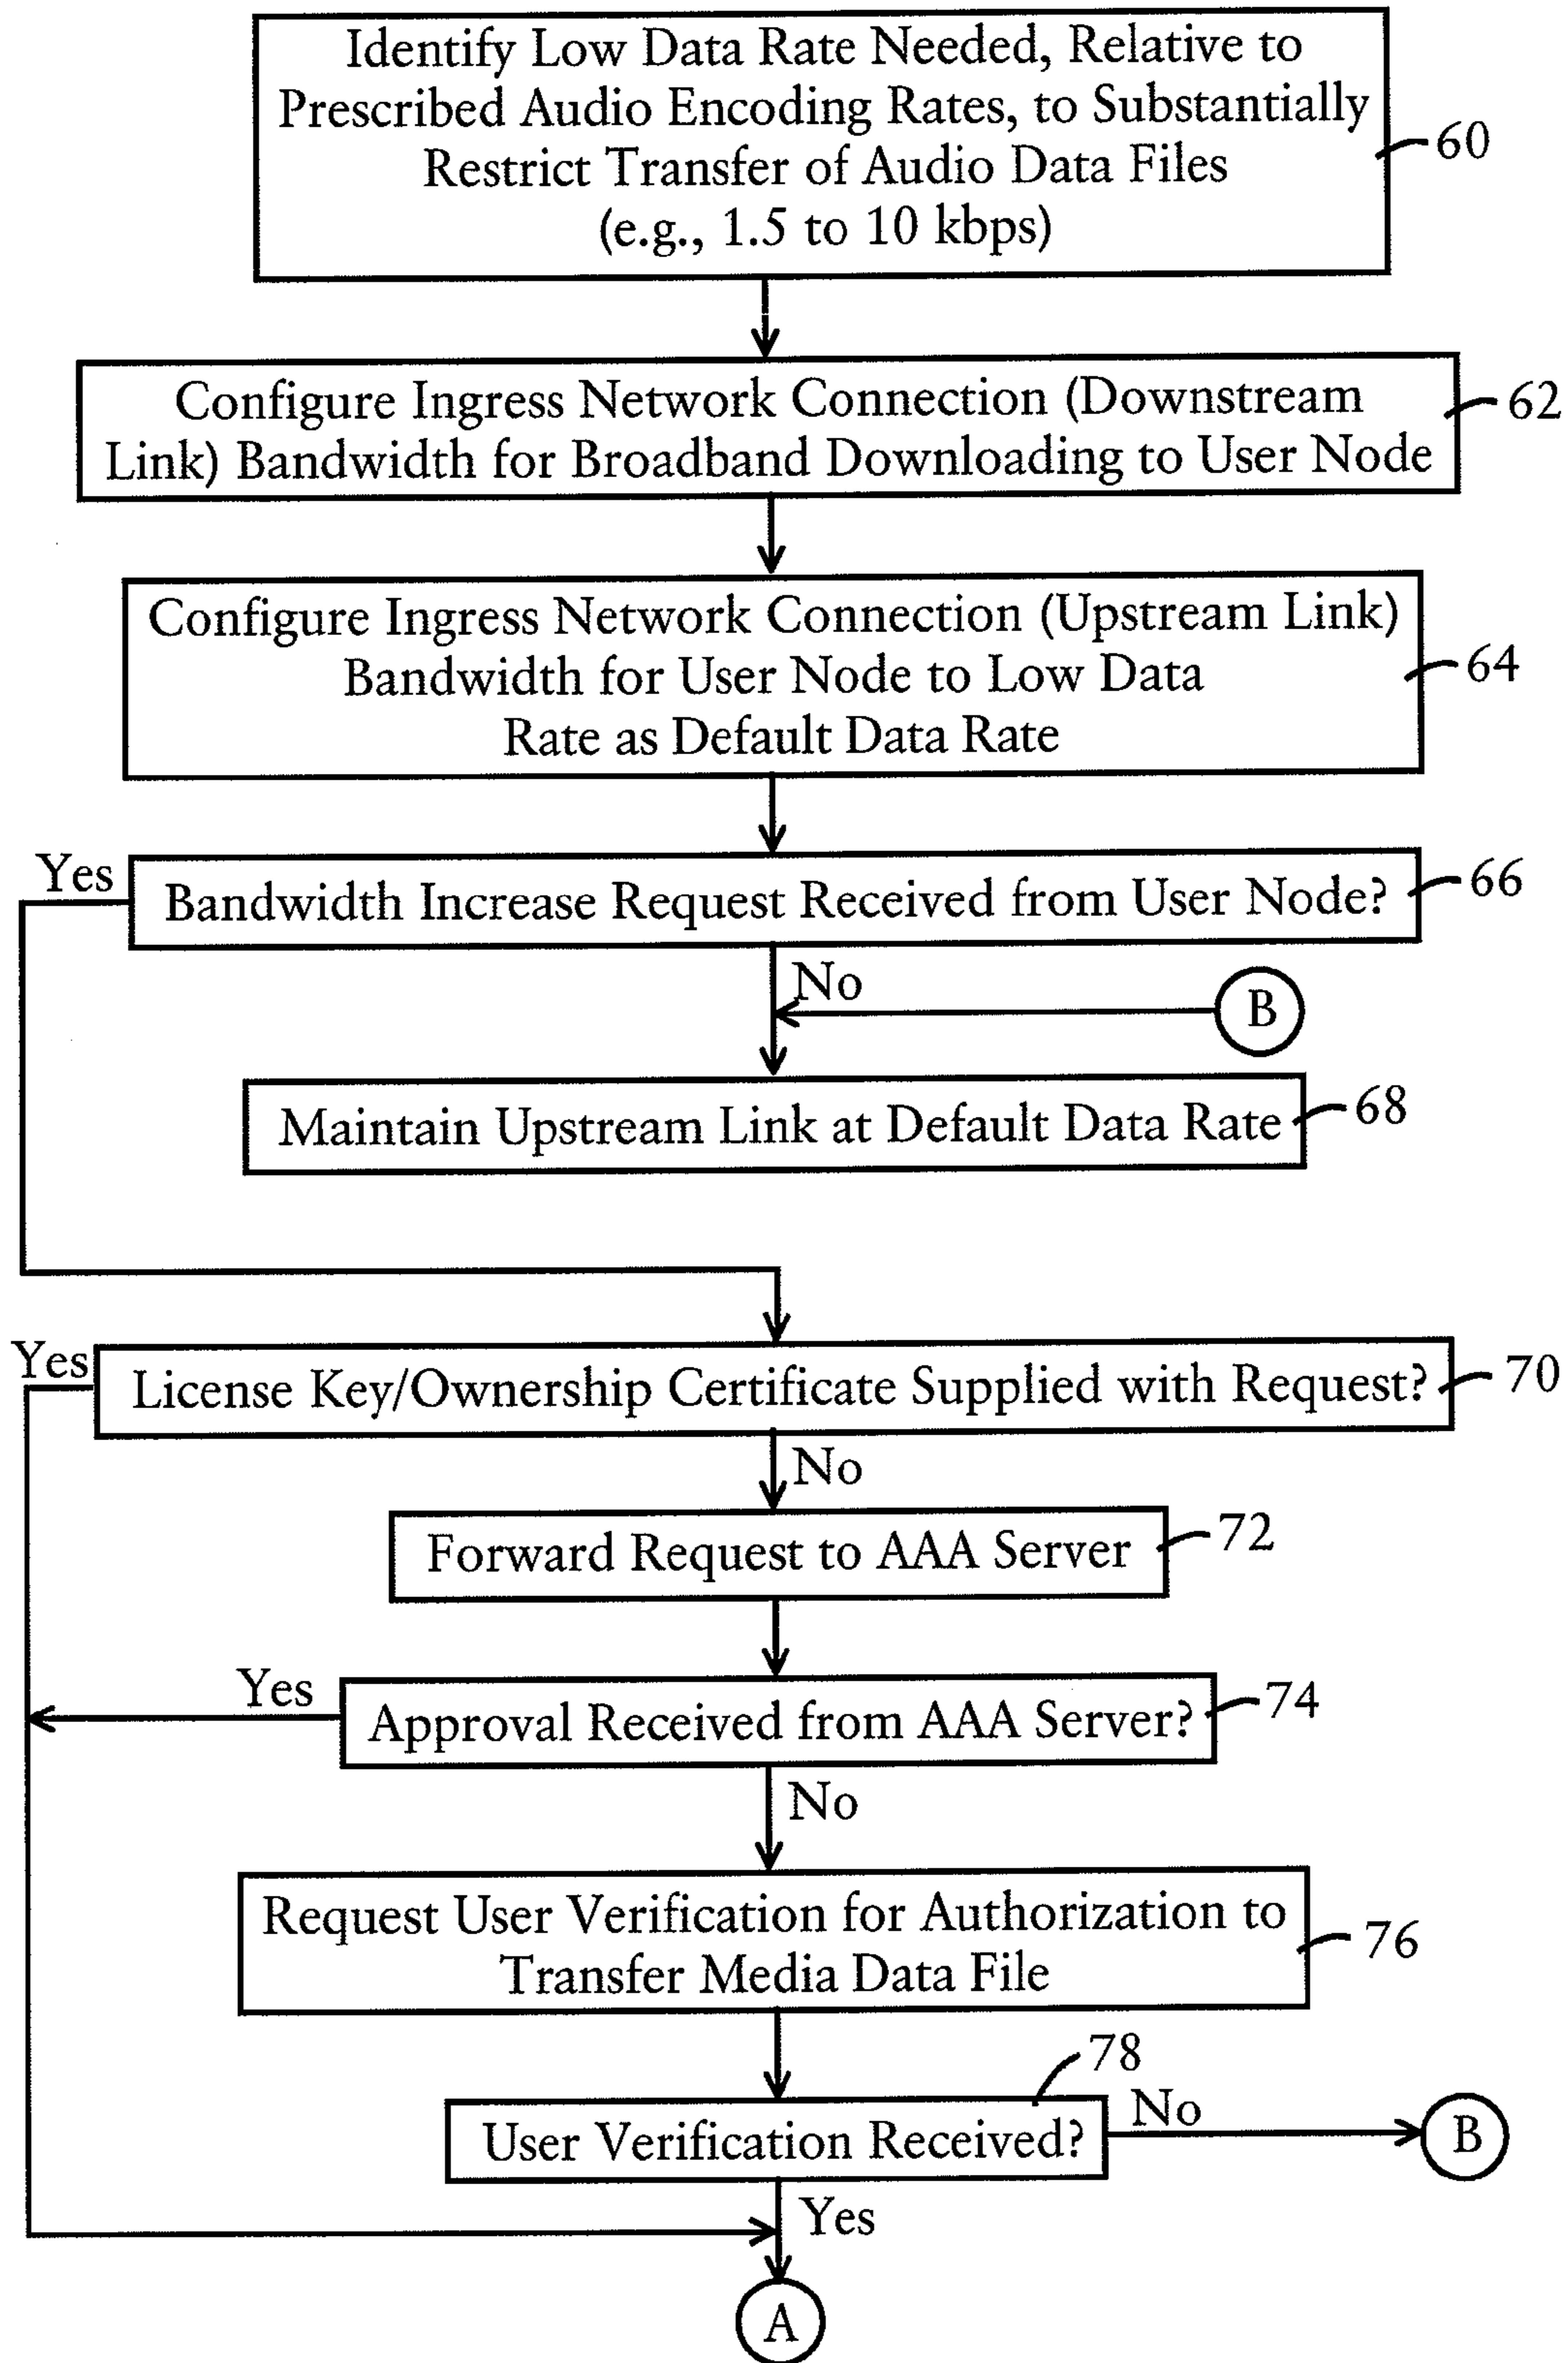 Identify Low Data Rate Needed, Relative to
Prescribed Audio Encoding Rates, to Substantially
Restrict Transfer of Audio Data Files
(e.g., 1.5 to 10 kbps)
60
Configure Ingress Network Connection (Downstream
Link) Bandwidth for Broadband Downloading to User Node
62
Configure Ingress Network Connection (Upstream Link)
Bandwidth for User Node to Low Data
Rate as Default Data Rate
64
Yes
Bandwidth Increase Request Received from User Node?
66
No
B
Maintain Upstream Link at Default Data Rate
68
Yes
License Key/Ownership Certificate Supplied with Request?
70
No
Forward Request to AAA Server
72
Yes
Approval Received from AAA Server?
74
No
Request User Verification for Authorization to
Transfer Media Data File
76
78
User Verification Received?
No
B
Yes
A